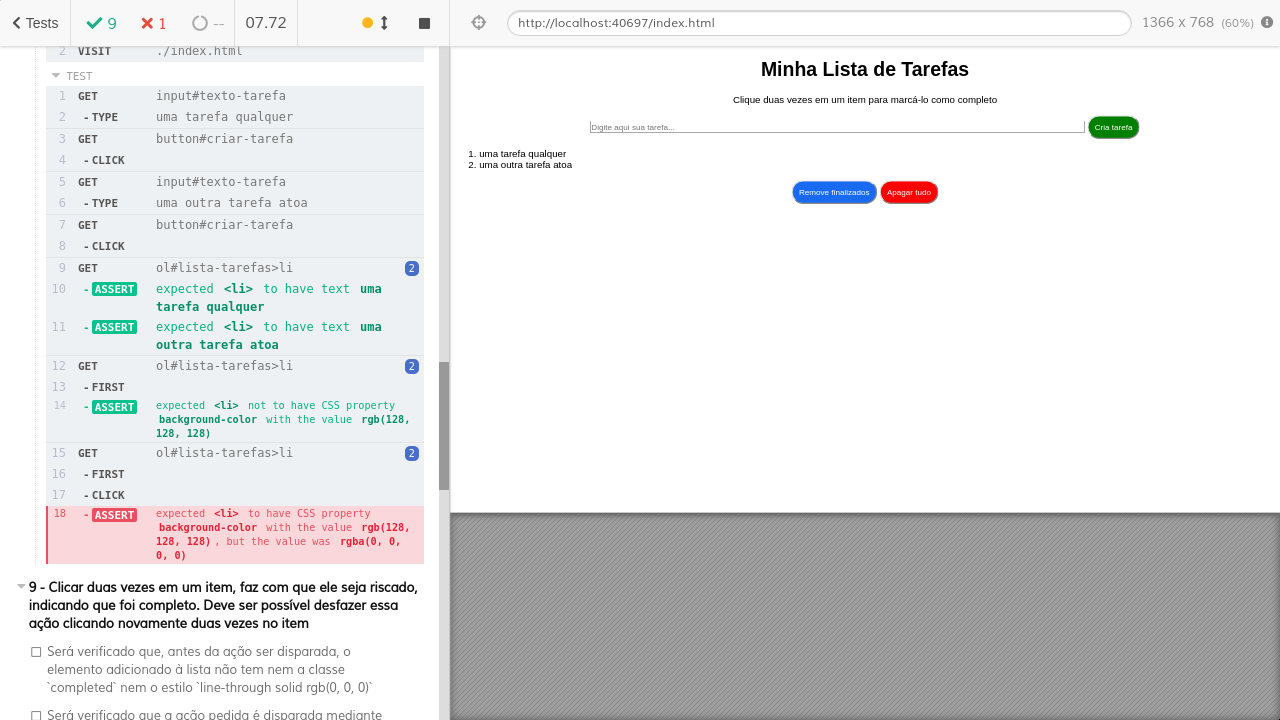 Tests 9 1 -- 07.72
2 VISIT ./index.html
TEST
1 GET input#texto-tarefa
2 -TYPE uma tarefa qualquer
3 GET button#criar-tarefa
4 -CLICK
5 GET input#texto-tarefa
6 -TYPE uma outra tarefa atoa
7 GET button#criar-tarefa
8 -CLICK
9 GET ol#lista-tarefas>li 2
10 -ASSERT expected <li> to have text uma
tarefa qualquer
11 -ASSERT expected <li> to have text uma
outra tarefa atoa
12 GET ol#lista-tarefas>li 2
13 -FIRST
14 -ASSERT expected <li> not to have CSS property
background-color with the value rgb(128,
128, 128)
15 GET ol#lista-tarefas>li 2
16 -FIRST
17 -CLICK
18 -ASSERT expected <li> to have CSS property
background-color with the value rgb(128,
128, 128) , but the value was rgba(0, 0,
0, 0)
9 - Clicar duas vezes em um item, faz com que ele seja riscado,
indicando que foi completo. Deve ser possível desfazer essa
ação clicando novamente duas vezes no item
Será verificado que, antes da ação ser disparada, o
elemento adicionado à lista não tem nem a classe
`completed` nem o estilo `line-through solid rgb(0, 0, 0)`
Será verificado que a ação pedida é disparada mediante
http://localhost:40697/index.html 1366 x 768 (60%)
Minha Lista de Tarefas
Clique duas vezes em um item para marcá-lo como completo
Digite aqui sua tarefa... Cria tarefa
1. uma tarefa qualquer
2. uma outra tarefa atoa
Remove finalizados Apagar tudo